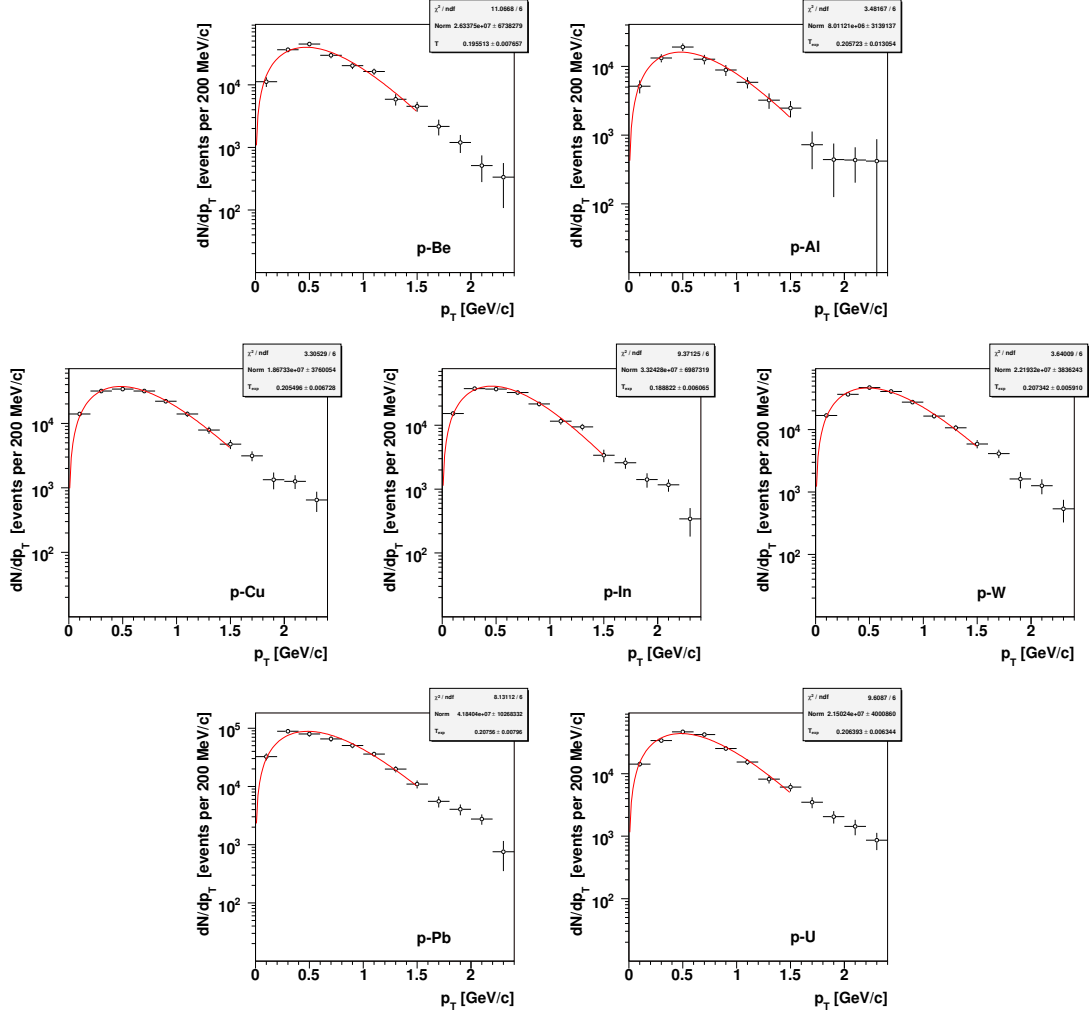 χ² / ndf 11.0668 / 6
Norm 2.63375e+07 ± 6738279
T 0.195513 ± 0.007657
dN/dp_T [events per 200 MeV/c]
10⁴
10³
10²
p-Be
0 0.5 1 1.5 2
p_T [GeV/c]
χ² / ndf 3.48167 / 6
Norm 8.01121e+06 ± 3139137
T_exp 0.205723 ± 0.013054
dN/dp_T [events per 200 MeV/c]
10⁴
10³
10²
p-Al
0 0.5 1 1.5 2
p_T [GeV/c]
χ² / ndf 3.30529 / 6
Norm 1.86733e+07 ± 3760054
T_exp 0.205496 ± 0.006728
dN/dp_T [events per 200 MeV/c]
10⁴
10³
10²
p-Cu
0 0.5 1 1.5 2
p_T [GeV/c]
χ² / ndf 9.37125 / 6
Norm 3.32428e+07 ± 6987319
T_exp 0.188822 ± 0.006065
dN/dp_T [events per 200 MeV/c]
10⁴
10³
10²
p-In
0 0.5 1 1.5 2
p_T [GeV/c]
χ² / ndf 3.64009 / 6
Norm 2.21932e+07 ± 3836243
T_exp 0.207342 ± 0.005910
dN/dp_T [events per 200 MeV/c]
10⁴
10³
10²
p-W
0 0.5 1 1.5 2
p_T [GeV/c]
χ² / ndf 8.13112 / 6
Norm 4.18404e+07 ± 10268332
T_exp 0.20756 ± 0.00796
dN/dp_T [events per 200 MeV/c]
10⁵
10⁴
10³
10²
p-Pb
0 0.5 1 1.5 2
p_T [GeV/c]
χ² / ndf 9.6087 / 6
Norm 2.15024e+07 ± 4000860
T_exp 0.206393 ± 0.006344
dN/dp_T [events per 200 MeV/c]
10⁴
10³
10²
p-U
0 0.5 1 1.5 2
p_T [GeV/c]